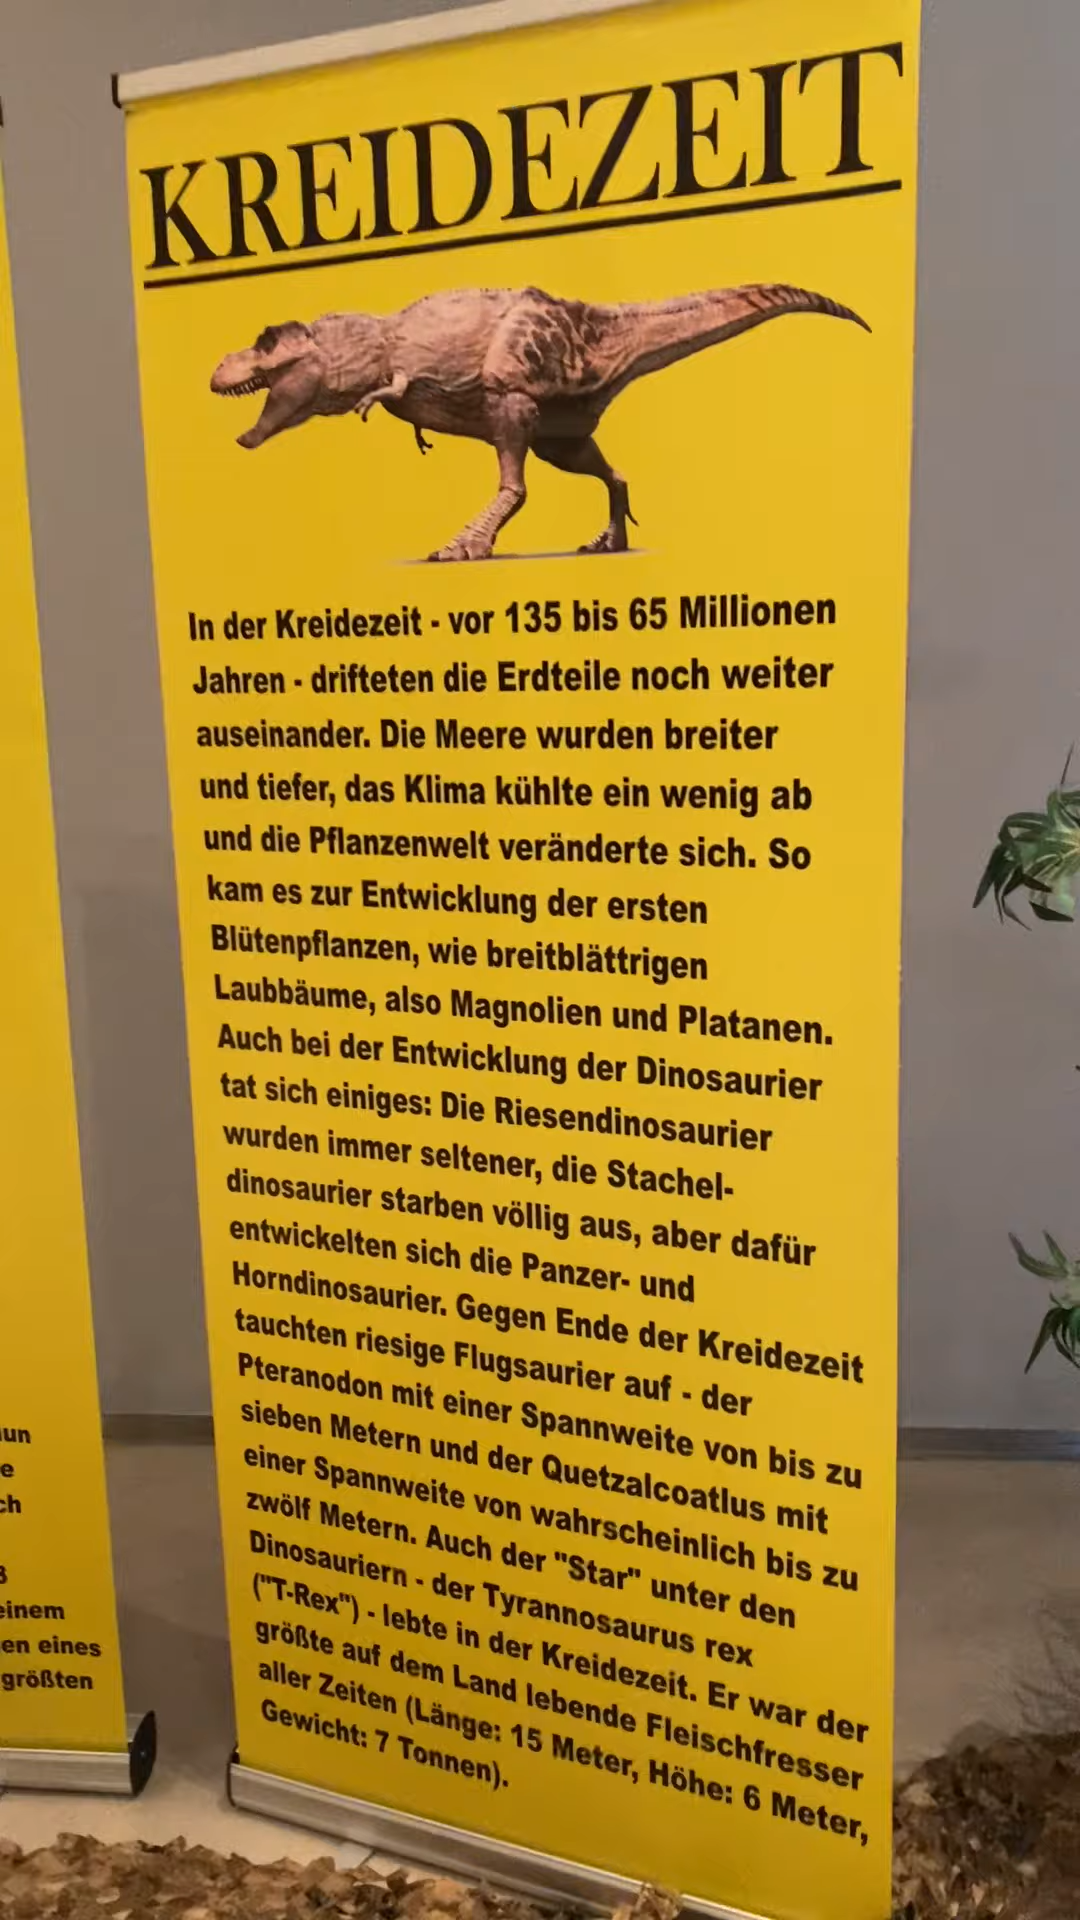 KREIDEZEIT
In der Kreidezeit - vor 135 bis 65 Millionen
Jahren - drifteten die Erdteile noch weiter
auseinander. Die Meere wurden breiter
und tiefer, das Klima kühlte ein wenig ab
und die Pflanzenwelt veränderte sich. So
kam es zur Entwicklung der ersten
Blütenpflanzen, wie breitblättrigen
Laubbäume, also Magnolien und Platanen.
Auch bei der Entwicklung der Dinosaurier
tat sich einiges: Die Riesendinosaurier
wurden immer seltener, die Stachel-
dinosaurier starben völlig aus, aber dafür
entwickelten sich die Panzer- und
Horndinosaurier. Gegen Ende der Kreidezeit
tauchten riesige Flugsaurier auf - der
Pteranodon mit einer Spannweite von bis zu
sieben Metern und der Quetzalcoatlus mit
einer Spannweite von wahrscheinlich bis zu
zwölf Metern. Auch der "Star" unter den
Dinosauriern - der Tyrannosaurus rex
("T-Rex") - lebte in der Kreidezeit. Er war der
größte auf dem Land lebende Fleischfresser
aller Zeiten (Länge: 15 Meter, Höhe: 6 Meter,
Gewicht: 7 Tonnen).
einem
en eines
größten